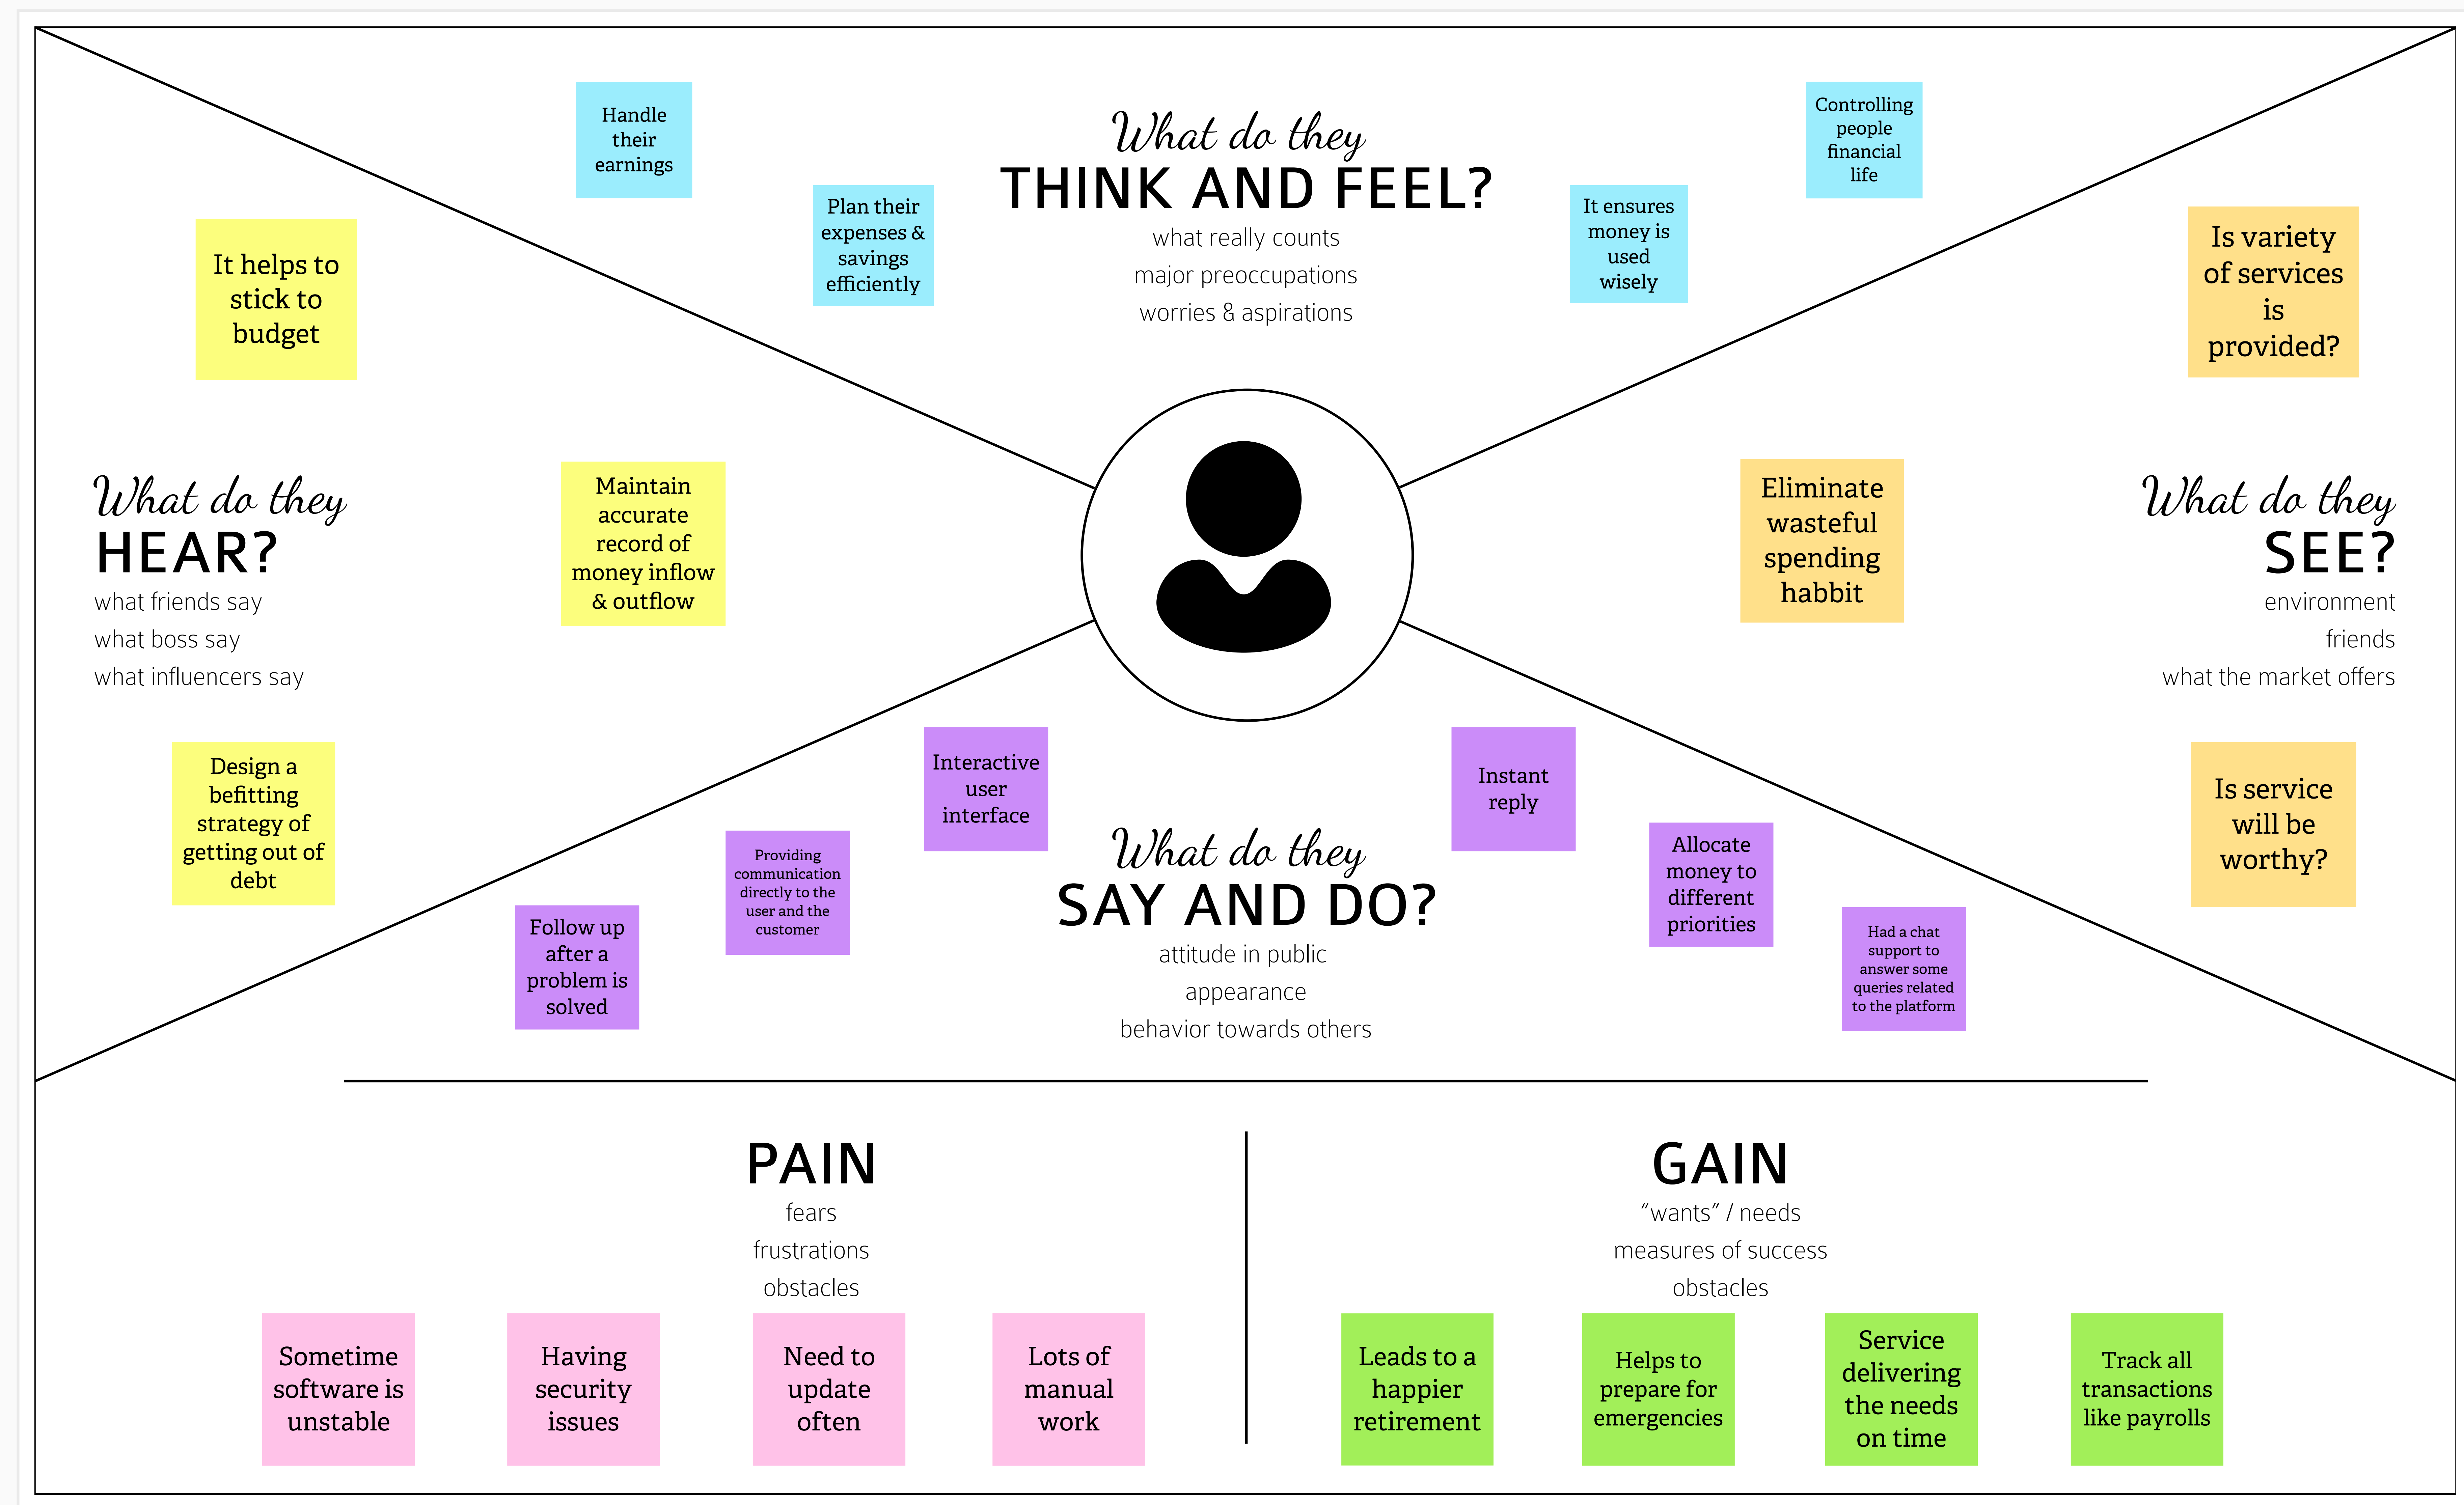 What do they
THINK AND FEEL?
what really counts
major preoccupations
worries & aspirations
Handle
their
earnings
Plan their
expenses &
savings
efficiently
It ensures
money is
used
wisely
Controlling
people
financial
life
What do they
HEAR?
what friends say
what boss say
what influencers say
It helps to
stick to
budget
Maintain
accurate
record of
money inflow
& outflow
Design a
befitting
strategy of
getting out of
debt
What do they
SEE?
environment
friends
what the market offers
Is variety
of services
is
provided?
Eliminate
wasteful
spending
habbit
Is service
will be
worthy?
What do they
SAY AND DO?
attitude in public
appearance
behavior towards others
Follow up
after a
problem is
solved
Providing
communication
directly to the
user and the
customer
Interactive
user
interface
Instant
reply
Allocate
money to
different
priorities
Had a chat
support to
answer some
queries related
to the platform
PAIN
fears
frustrations
obstacles
Sometime
software is
unstable
Having
security
issues
Need to
update
often
Lots of
manual
work
GAIN
“wants” / needs
measures of success
obstacles
Leads to a
happier
retirement
Helps to
prepare for
emergencies
Service
delivering
the needs
on time
Track all
transactions
like payrolls